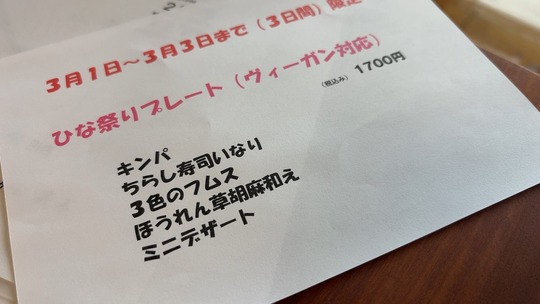 3月1日～3月3日まで（3日間）限定
ひな祭りプレート（ヴィーガン対応）
（税込み）1700円
キンパ
ちらし寿司いなり
3色のフムス
ほうれん草胡麻和え
ミニデザート